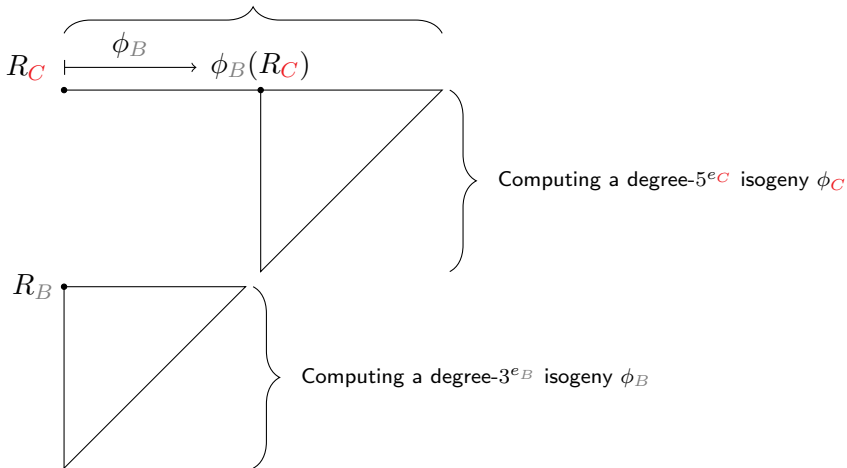 ϕ_B
R_C ϕ_B(R_C)
Computing a degree-5^{e_C} isogeny ϕ_C
R_B
Computing a degree-3^{e_B} isogeny ϕ_B